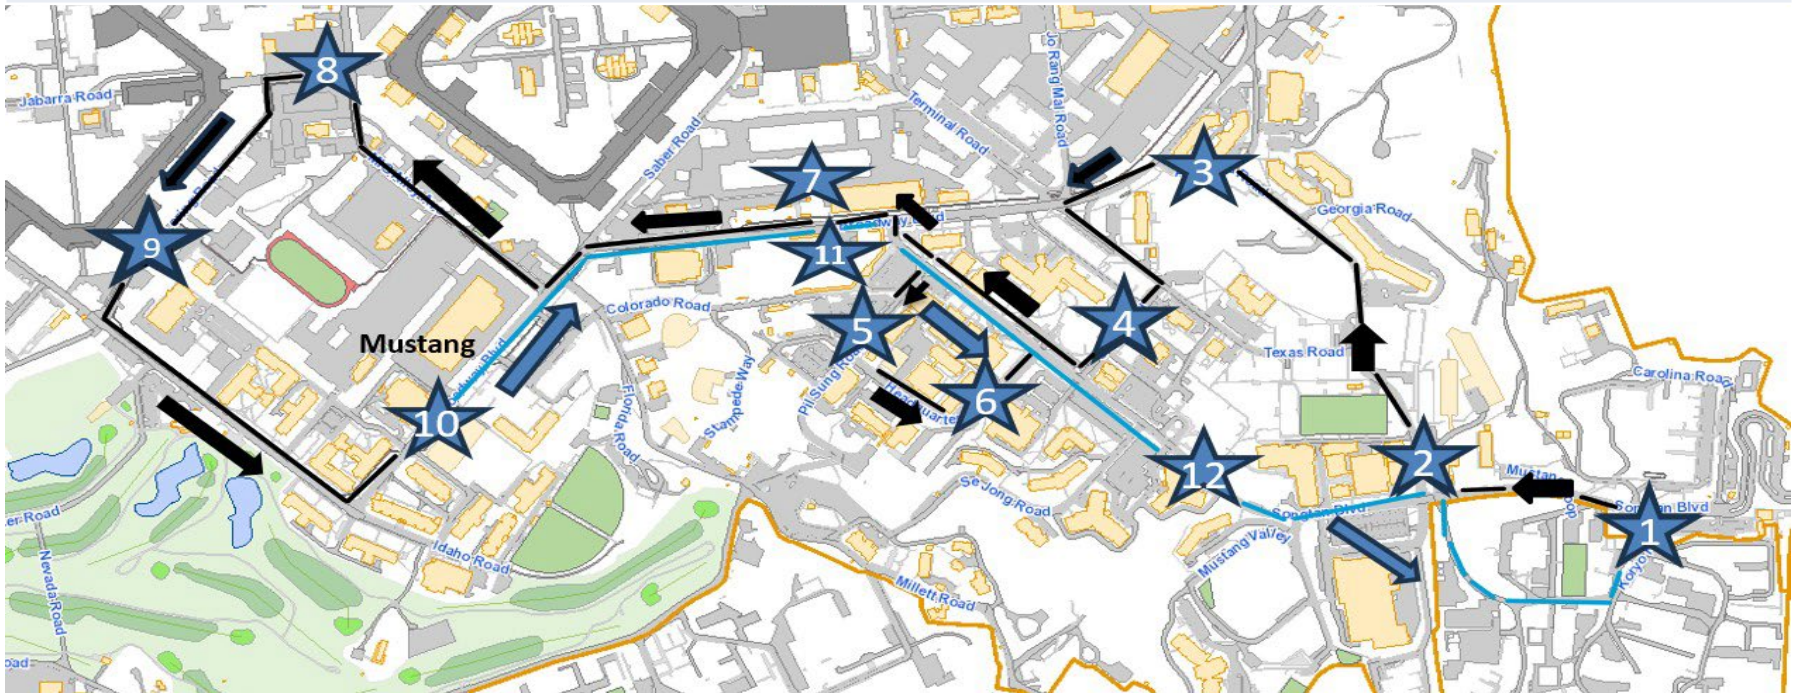 8
Jabarra Road
Saber Road
Terminal Road
Jo Rang Mal Road
3
7
Georgia Road
9
11
Colorado Road
5
4
Mustang
Texas Road
Carolina Road
6
10
Florida Road
Stampede Way
Pil Sung
12
2
1
Se Jong Road
Songtan Blvd
Mustang Valley
Idaho Road
Nevada Road
Millett Road
Road